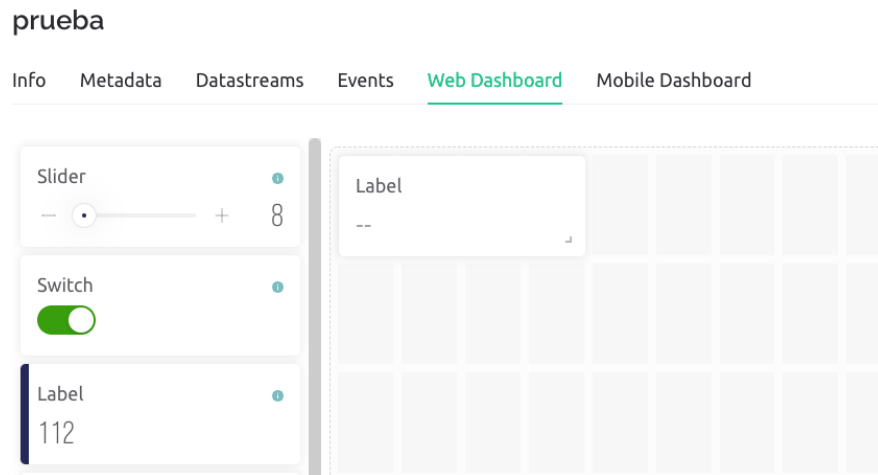 prueba
Info Metadata Datastreams Events Web Dashboard Mobile Dashboard
Slider
8
Switch
Label
112
Label
--